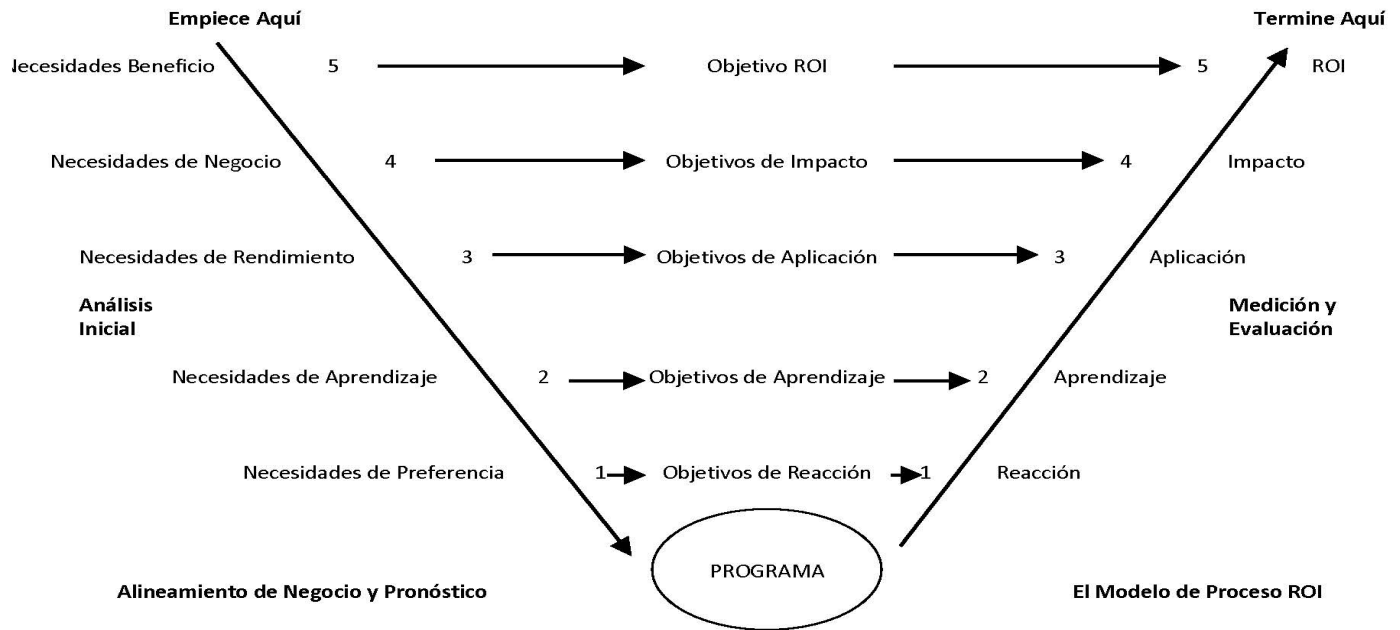 Empiece Aquí Termine Aquí
Necesidades Beneficio 5 Objetivo ROI 5 ROI
Necesidades de Negocio 4 Objetivos de Impacto 4 Impacto
Necesidades de Rendimiento 3 Objetivos de Aplicación 3 Aplicación
Análisis
Inicial
Medición y
Evaluación
Necesidades de Aprendizaje 2 Objetivos de Aprendizaje 2 Aprendizaje
Necesidades de Preferencia 1 Objetivos de Reacción 1 Reacción
PROGRAMA
Alineamiento de Negocio y Pronóstico El Modelo de Proceso ROI